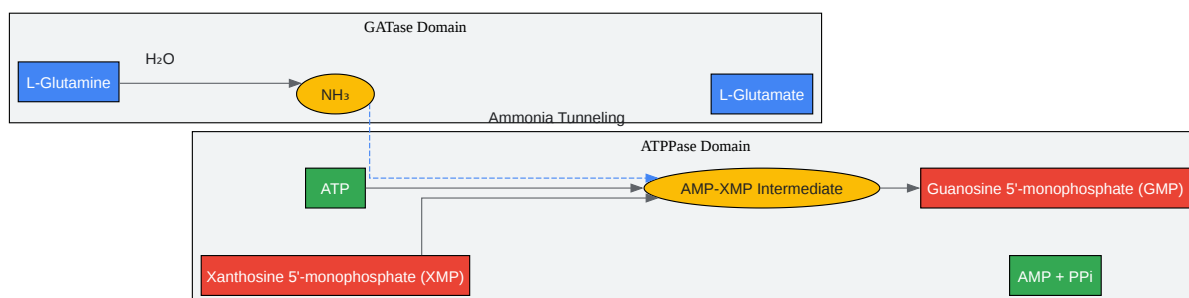 GATase Domain
H₂O
L-Glutamine
NH₃
L-Glutamate
Ammonia Tunneling
ATPPase Domain
ATP
AMP-XMP Intermediate
Guanosine 5'-monophosphate (GMP)
Xanthosine 5'-monophosphate (XMP)
AMP + PPi